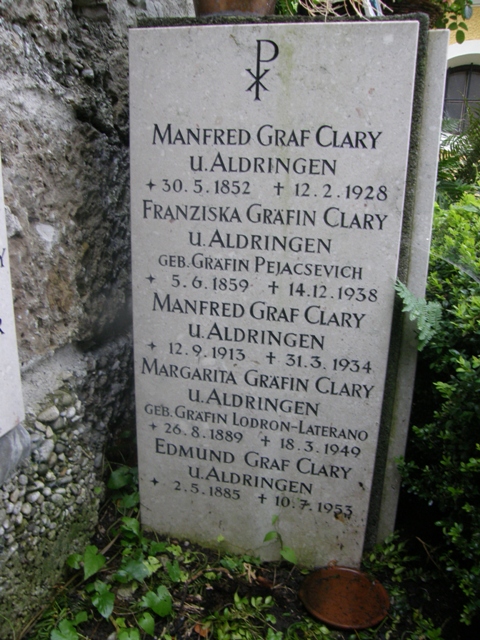 MANFRED GRAF CLARY
U. ALDRINGEN
+ 30.5.1852 † 12.2.1928
FRANZISKA GRÄFIN CLARY
U. ALDRINGEN
GEB. GRÄFIN PEJACSEVICH
+ 5.6.1859 † 14.12.1938
MANFRED GRAF CLARY
U. ALDRINGEN
+ 12.9.1913 † 31.3.1934
MARGARITA GRÄFIN CLARY
U. ALDRINGEN
GEB. GRÄFIN LODRON-LATERANO
+ 26.8.1889 † 18.3.1949
EDMUND GRAF CLARY
U. ALDRINGEN
+ 2.5.1885 † 10.7.1953